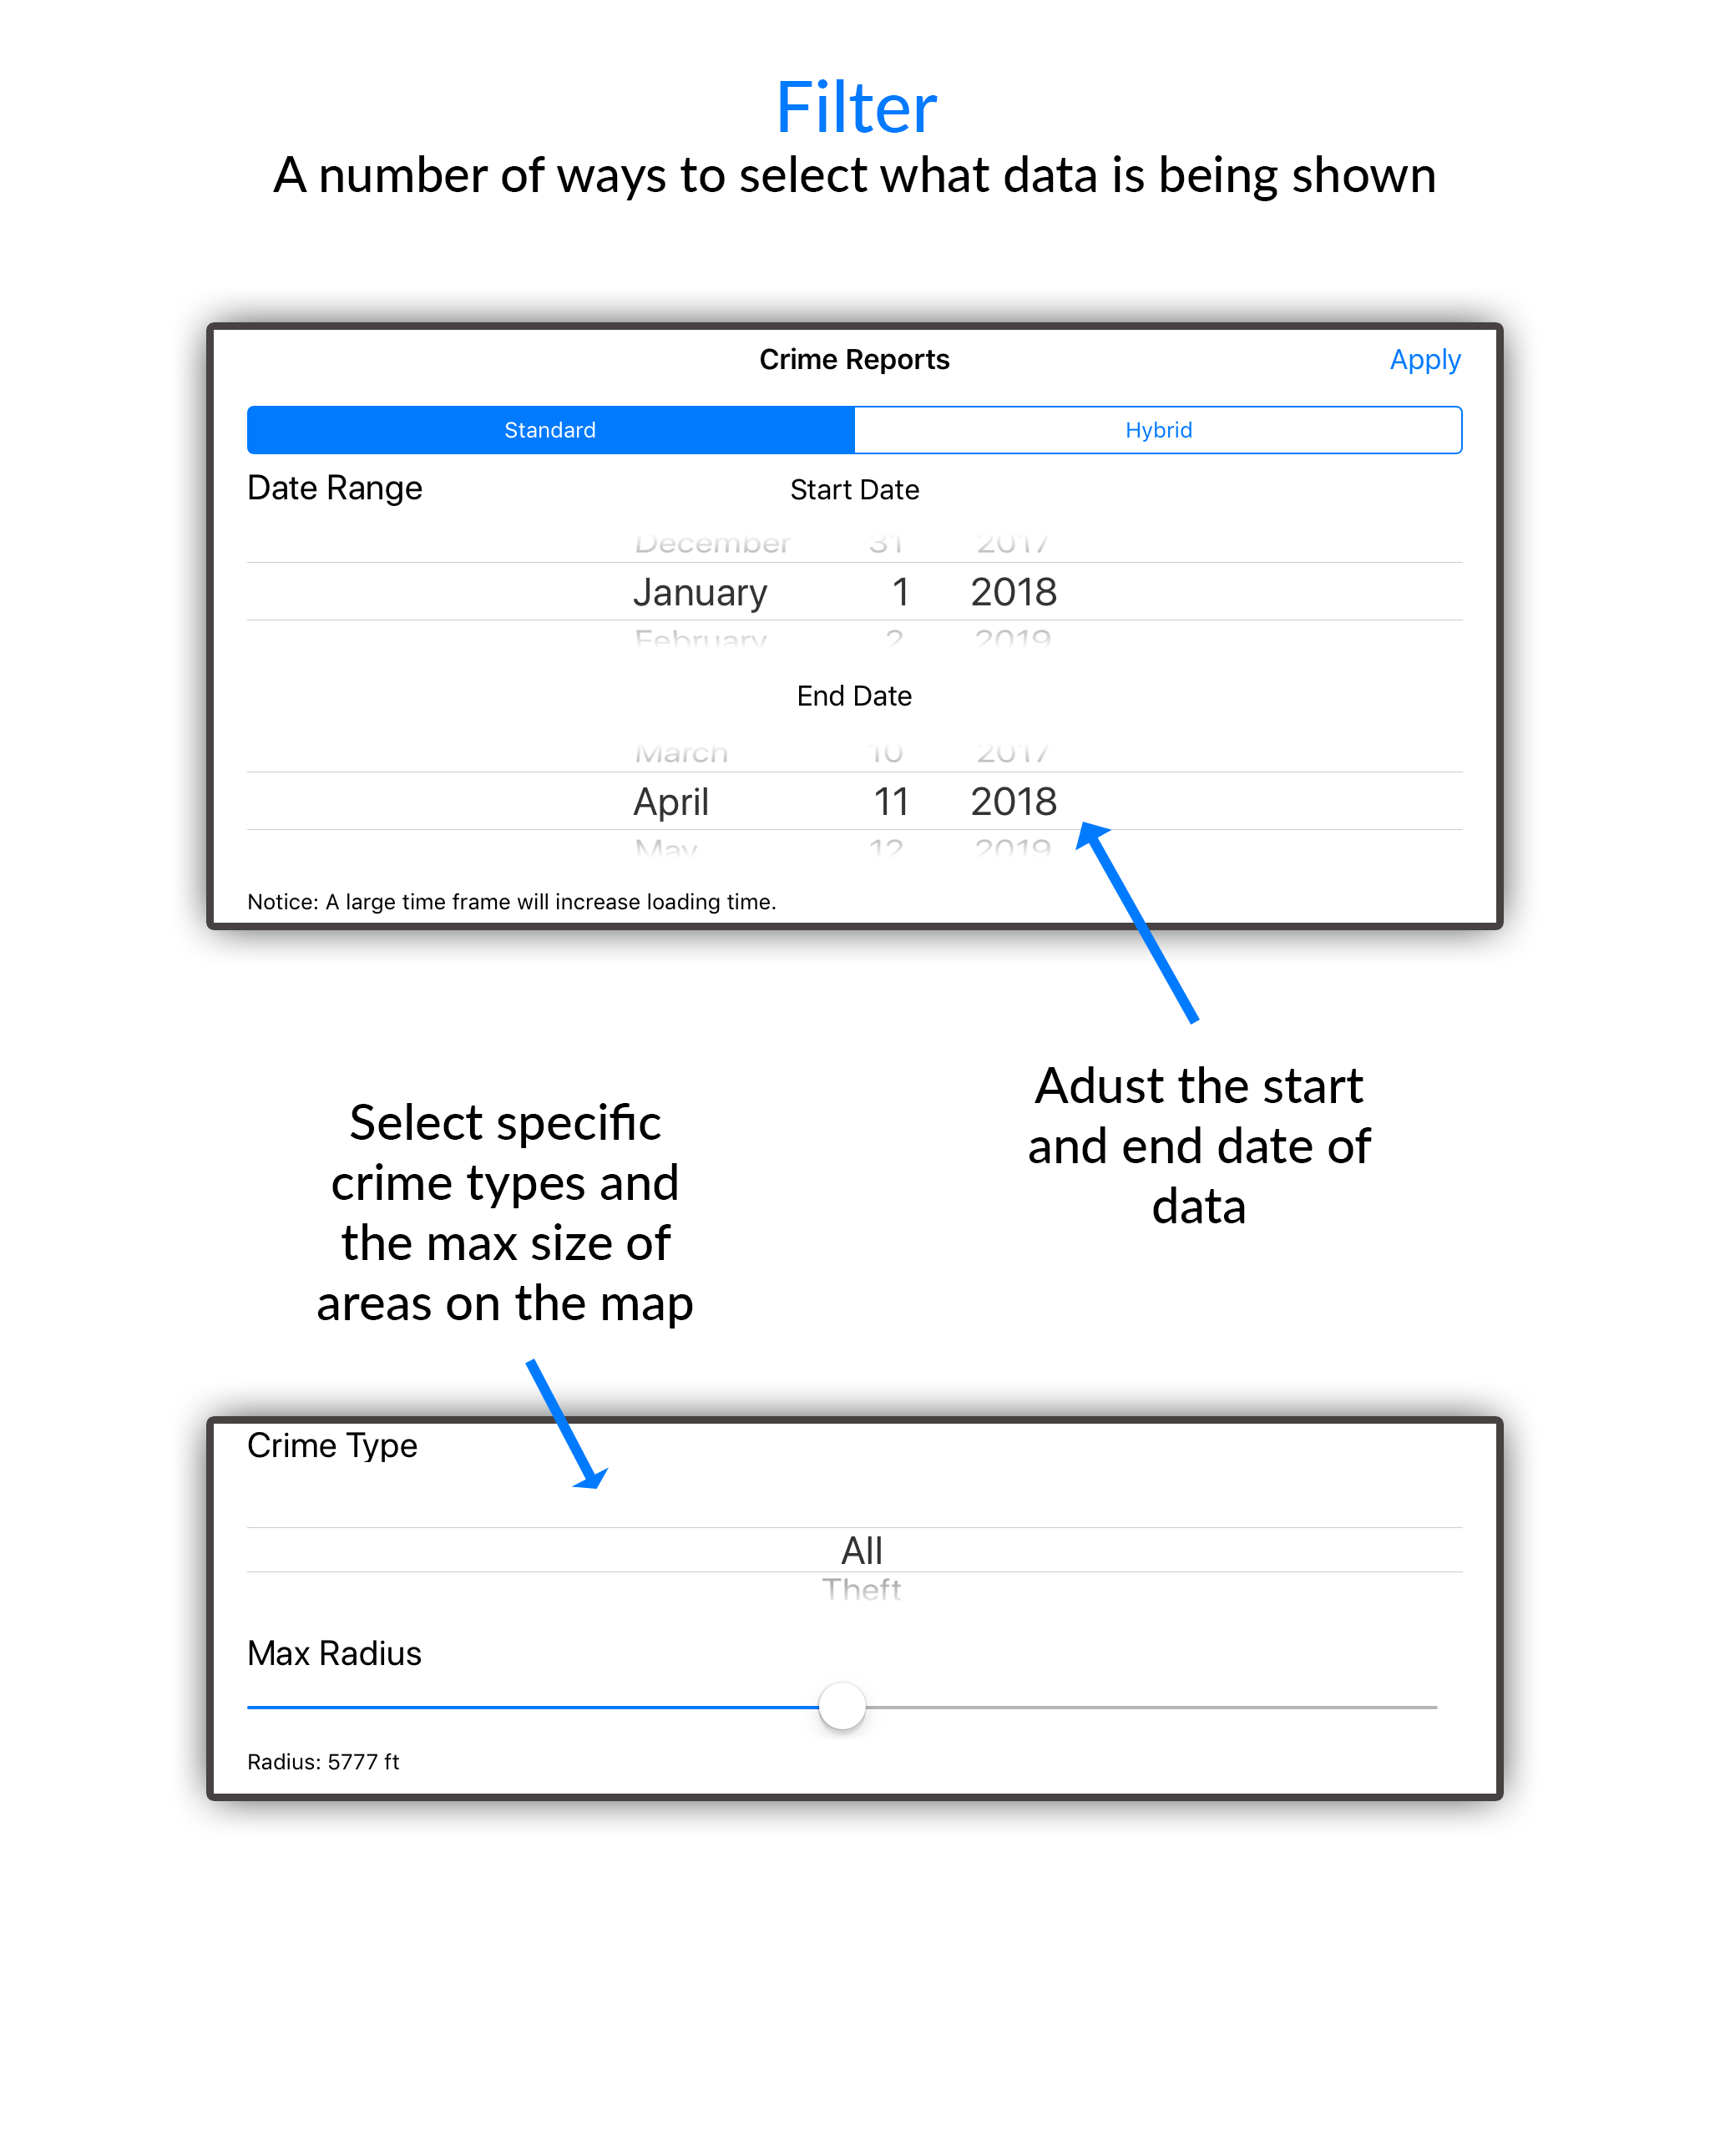 Filter
A number of ways to select what data is being shown
Crime Reports
Apply
Standard
Hybrid
Date Range
Start Date
December 31 2017
January 1 2018
February 2 2019
End Date
March 10 2017
April 11 2018
May 12 2019
Notice: A large time frame will increase loading time.
Adust the start
and end date of
data
Select specific
crime types and
the max size of
areas on the map
Crime Type
All
Theft
Max Radius
Radius: 5777 ft